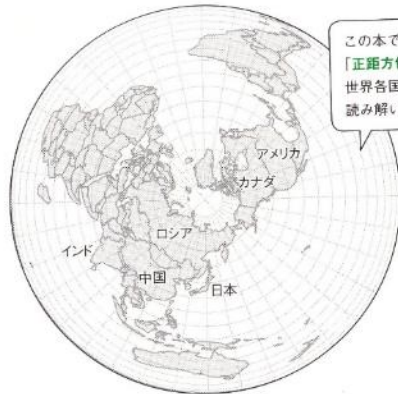 この本で
「正距方
世界各国
読み解い
アメリカ
カナダ
ロシア
インド
中国
日本